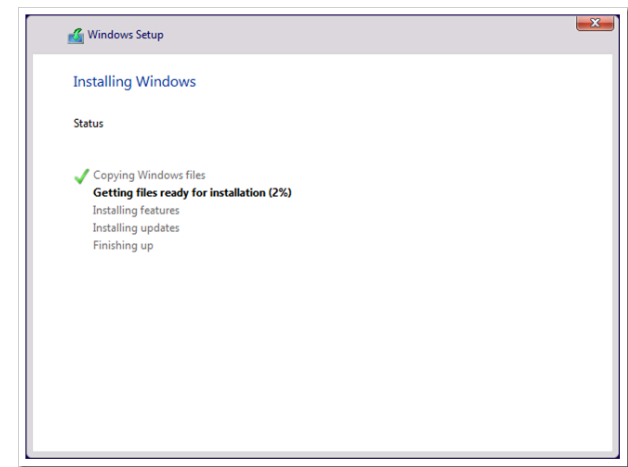 Windows Setup
Installing Windows
Status
Copying Windows files
Getting files ready for installation (2%)
Installing features
Installing updates
Finishing up